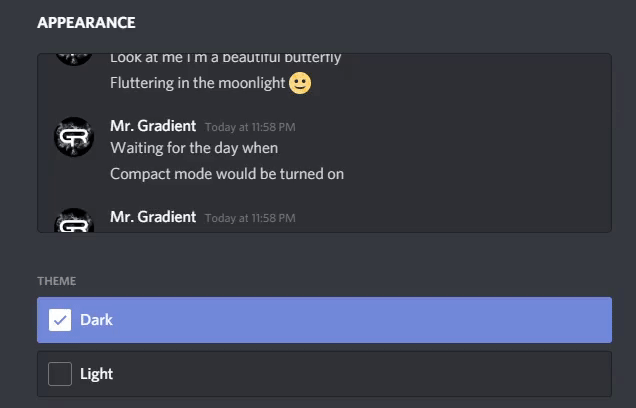 APPEARANCE
Look at me I'm a beautiful butterfly
Fluttering in the moonlight
Mr. Gradient Today at 11:58 PM
Waiting for the day when
Compact mode would be turned on
Mr. Gradient Today at 11:58 PM
THEME
Dark
Light